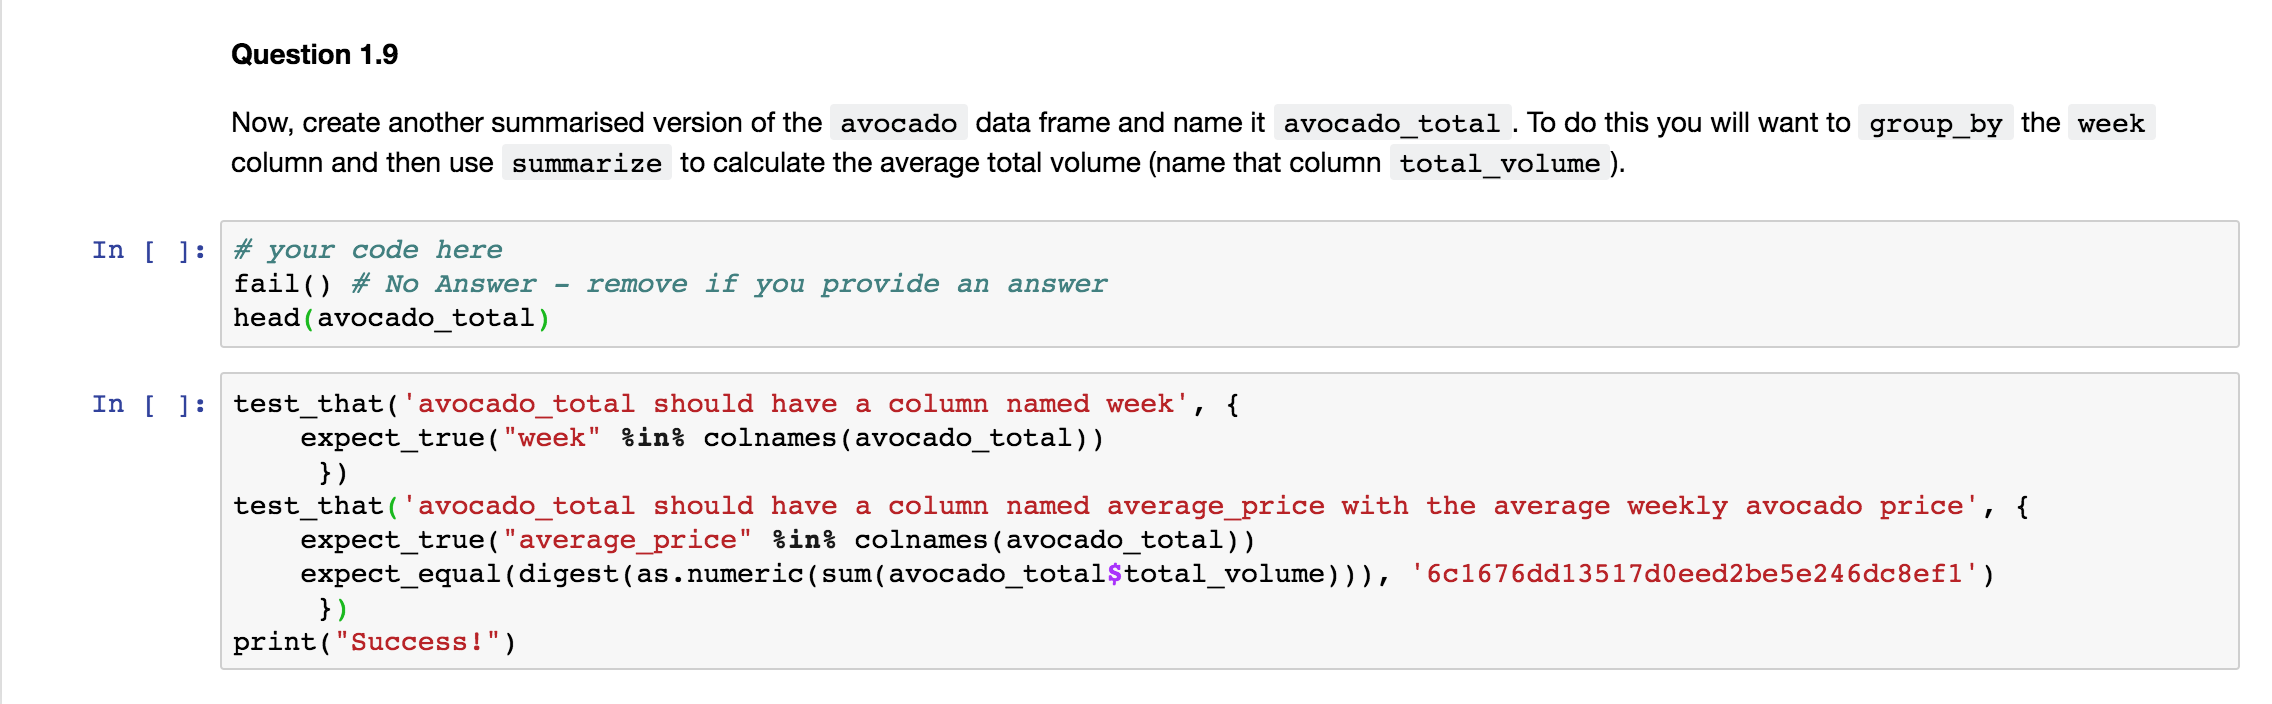 Question 1.9
Now, create another summarised version of the avocado data frame and name it avocado_total . To do this you will want to group_by the week
column and then use summarize to calculate the average total volume (name that column total_volume ).
In [ ]:
# your code here
fail() # No Answer - remove if you provide an answer
head(avocado_total)
In [ ]:
test_that('avocado_total should have a column named week', {
    expect_true("week" %in% colnames(avocado_total))
     })
test_that('avocado_total should have a column named average_price with the average weekly avocado price', {
    expect_true("average_price" %in% colnames(avocado_total))
    expect_equal(digest(as.numeric(sum(avocado_total$total_volume))), '6c1676dd13517d0eed2be5e246dc8ef1')
     })
print("Success!")